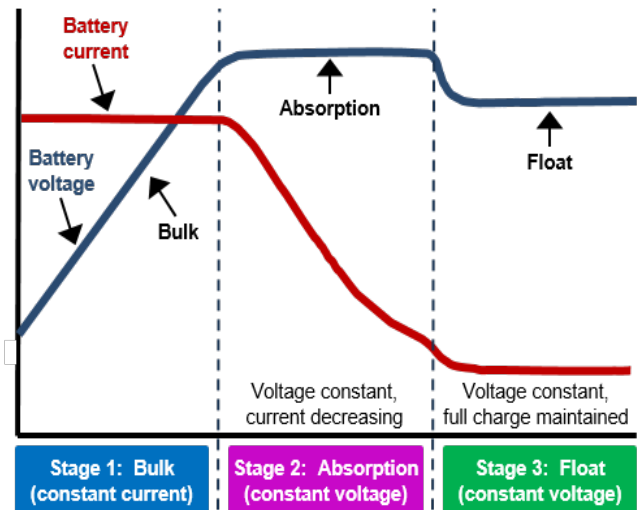 Battery
current
Absorption
Battery
voltage
Float
Bulk
Voltage constant,
current decreasing
Voltage constant,
full charge maintained
Stage 1: Bulk
(constant current)
Stage 2: Absorption
(constant voltage)
Stage 3: Float
(constant voltage)